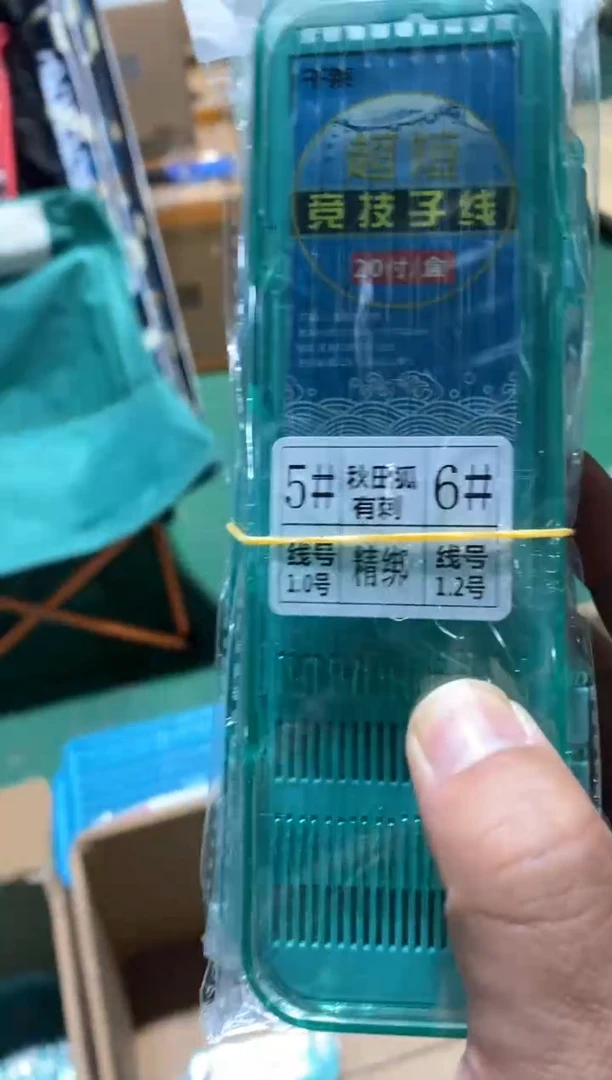 超短
竞技子线
20付/盒
5# 秋田狐 6#
有刺
线号 精绑 线号
1.0号 1.2号